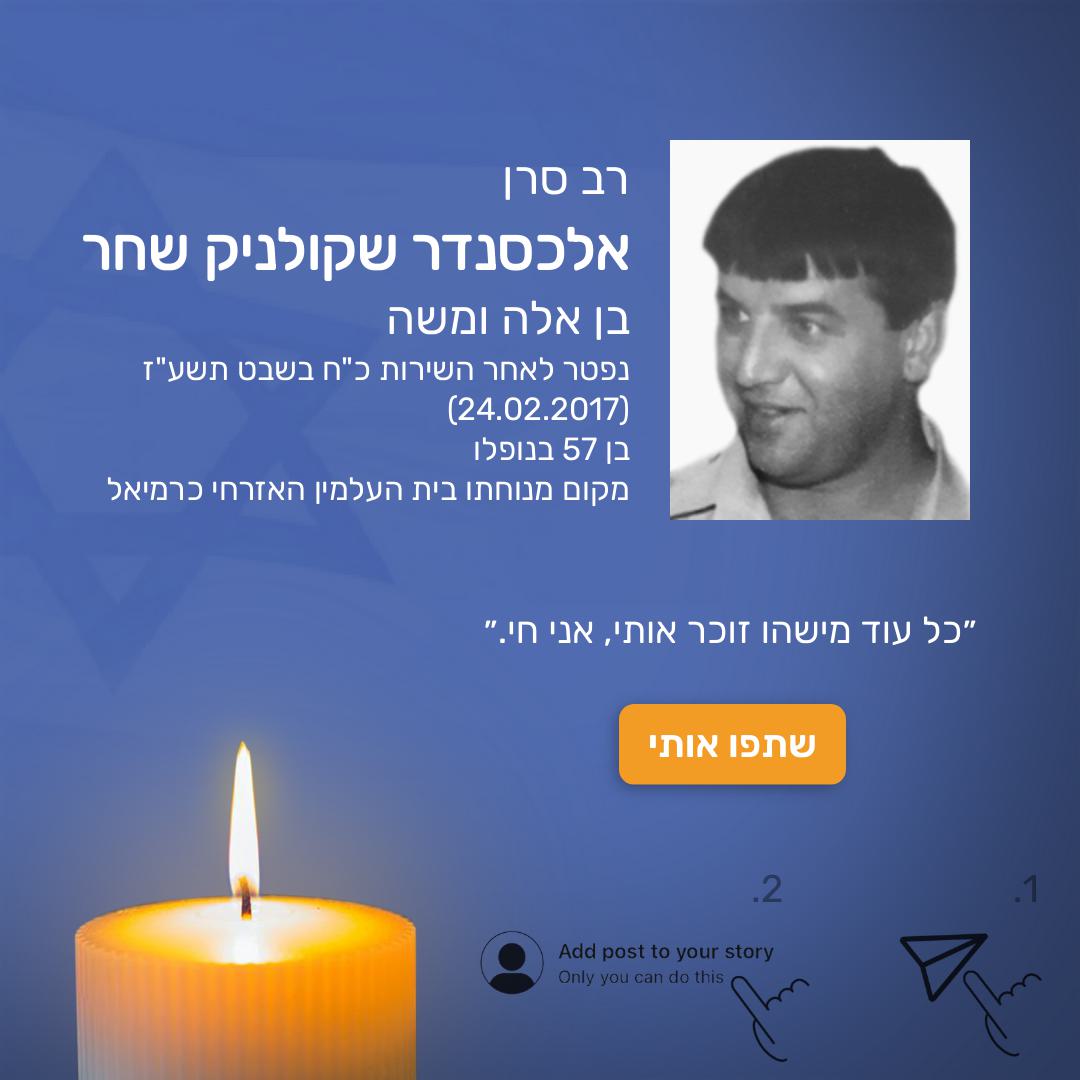 רב סרן
אלכסנדר שקולניק שחר
בן אלה ומשה
נפטר לאחר השירות כ"ח בשבט תשע"ז
(24.02.2017)
בן 57 בנופלו
מקום מנוחתו בית העלמין האזרחי כרמיאל
״כל עוד מישהו זוכר אותי, אני חי.״
שתפו אותי
1.
2.
Add post to your story
Only you can do this